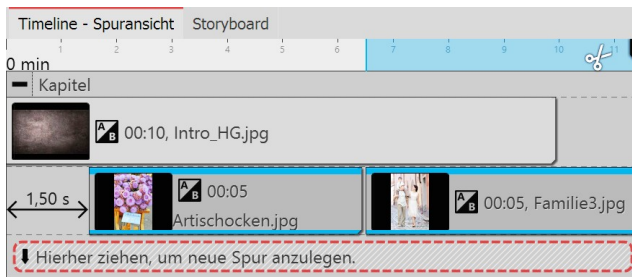 Timeline - Spuransicht Storyboard
1 2 3 4 5 6 7 8 9 10 11
0 min
Kapitel
A B 00:10, Intro_HG.jpg
1,50 s
A B 00:05
Artischocken.jpg
A B 00:05, Familie3.jpg
Hierher ziehen, um neue Spur anzulegen.